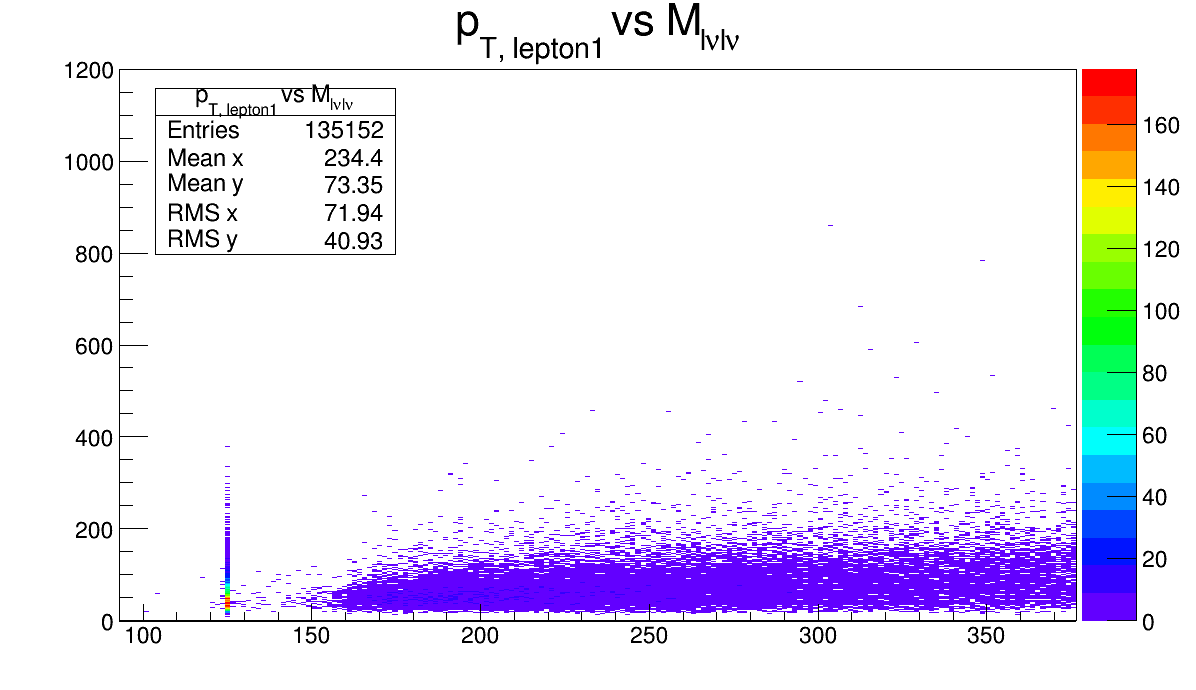 p_T, lepton1 vs M_lνlν
1200
1000
800
600
400
200
0
p_T, lepton1 vs M_lνlν
Entries 135152
Mean x 234.4
Mean y 73.35
RMS x 71.94
RMS y 40.93
100 150 200 250 300 350
160
140
120
100
80
60
40
20
0